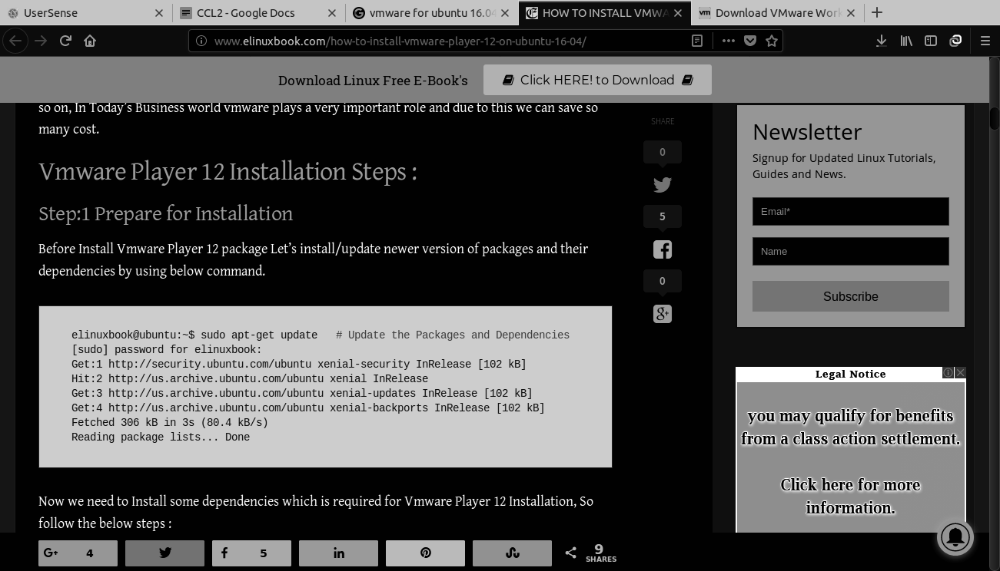 UserSense
CCL2 - Google Docs
vmware for ubuntu 16.04
HOW TO INSTALL VMWA
Download VMware Work
www.elinuxbook.com/how-to-install-vmware-player-12-on-ubuntu-16-04/
Download Linux Free E-Book's
Click HERE! to Download
so on, In Today's Business world vmware plays a very important role and due to this we can save so
many cost.
Vmware Player 12 Installation Steps :
Step:1 Prepare for Installation
Before Install Vmware Player 12 package Let's install/update newer version of packages and their
dependencies by using below command.
elinuxbook@ubuntu:~$ sudo apt-get update   # Update the Packages and Dependencies
[sudo] password for elinuxbook:
Get:1 http://security.ubuntu.com/ubuntu xenial-security InRelease [102 kB]
Hit:2 http://us.archive.ubuntu.com/ubuntu xenial InRelease
Get:3 http://us.archive.ubuntu.com/ubuntu xenial-updates InRelease [102 kB]
Get:4 http://us.archive.ubuntu.com/ubuntu xenial-backports InRelease [102 kB]
Fetched 306 kB in 3s (80.4 kB/s)
Reading package lists... Done
Now we need to Install some dependencies which is required for Vmware Player 12 Installation, So
follow the below steps :
SHARE
0
5
0
Newsletter
Signup for Updated Linux Tutorials,
Guides and News.
Email*
Name
Subscribe
Legal Notice
you may qualify for benefits
from a class action settlement.
Click here for more
information.
G+ 4
5
in
9
SHARES